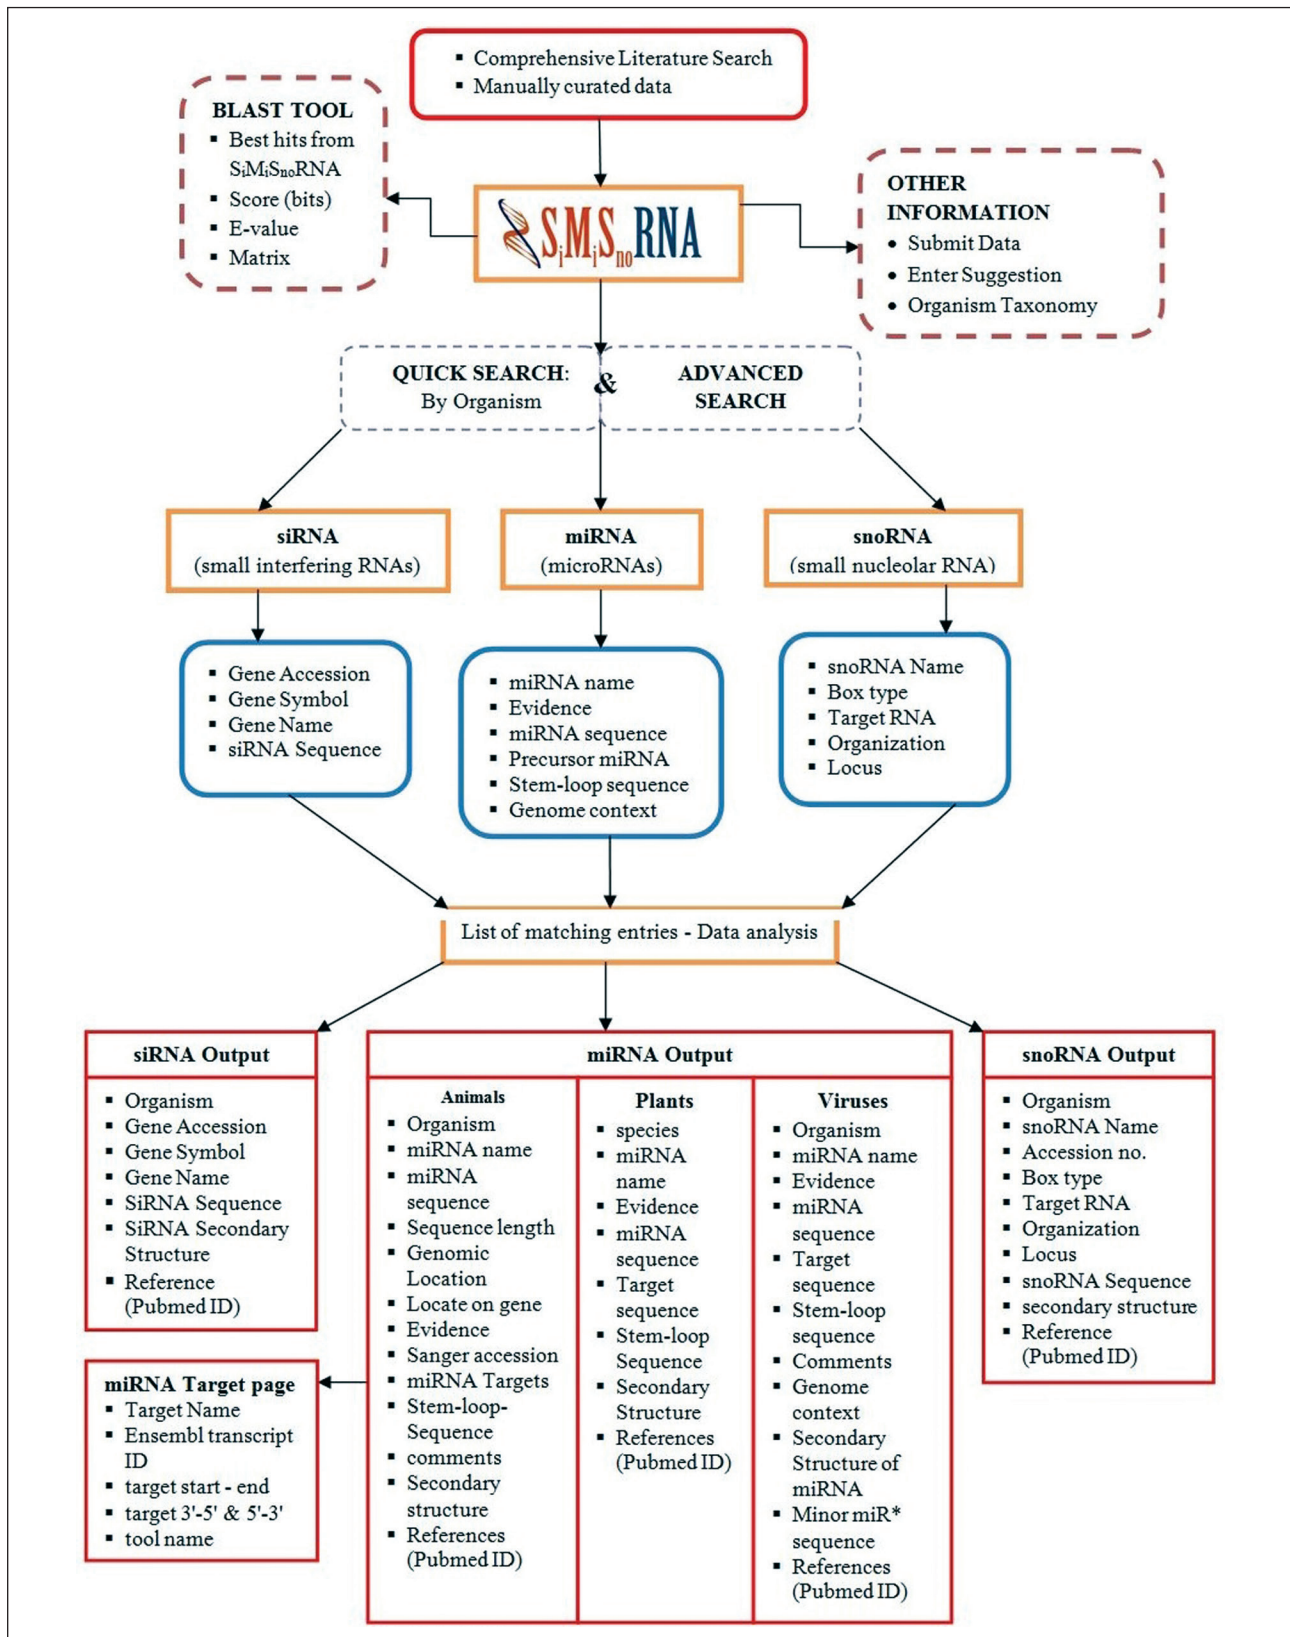 ▪ Comprehensive Literature Search
▪ Manually curated data
BLAST TOOL
▪ Best hits from
SiMiSnoRNA
▪ Score (bits)
▪ E-value
▪ Matrix
SiMiSnoRNA
OTHER
INFORMATION
• Submit Data
• Enter Suggestion
• Organism Taxonomy
QUICK SEARCH:
By Organism
&
ADVANCED
SEARCH
siRNA
(small interfering RNAs)
miRNA
(microRNAs)
snoRNA
(small nucleolar RNA)
▪ Gene Accession
▪ Gene Symbol
▪ Gene Name
▪ siRNA Sequence
▪ miRNA name
▪ Evidence
▪ miRNA sequence
▪ Precursor miRNA
▪ Stem-loop sequence
▪ Genome context
▪ snoRNA Name
▪ Box type
▪ Target RNA
▪ Organization
▪ Locus
List of matching entries - Data analysis
siRNA Output
▪ Organism
▪ Gene Accession
▪ Gene Symbol
▪ Gene Name
▪ SiRNA Sequence
▪ SiRNA Secondary
Structure
▪ Reference
(Pubmed ID)
miRNA Output
Animals
▪ Organism
▪ miRNA name
▪ miRNA
sequence
▪ Sequence length
▪ Genomic
Location
▪ Locate on gene
▪ Evidence
▪ Sanger accession
▪ miRNA Targets
▪ Stem-loop-
Sequence
▪ comments
▪ Secondary
structure
▪ References
(Pubmed ID)
Plants
▪ species
▪ miRNA
name
▪ Evidence
▪ miRNA
sequence
▪ Target
sequence
▪ Stem-loop
Sequence
▪ Secondary
Structure
▪ References
(Pubmed ID)
Viruses
▪ Organism
▪ miRNA name
▪ Evidence
▪ miRNA
sequence
▪ Target
sequence
▪ Stem-loop
sequence
▪ Comments
▪ Genome
context
▪ Secondary
Structure of
miRNA
▪ Minor miR*
sequence
▪ References
(Pubmed ID)
snoRNA Output
▪ Organism
▪ snoRNA Name
▪ Accession no.
▪ Box type
▪ Target RNA
▪ Organization
▪ Locus
▪ snoRNA Sequence
▪ secondary structure
▪ Reference
(Pubmed ID)
miRNA Target page
▪ Target Name
▪ Ensembl transcript
ID
▪ target start - end
▪ target 3'-5' & 5'-3'
▪ tool name